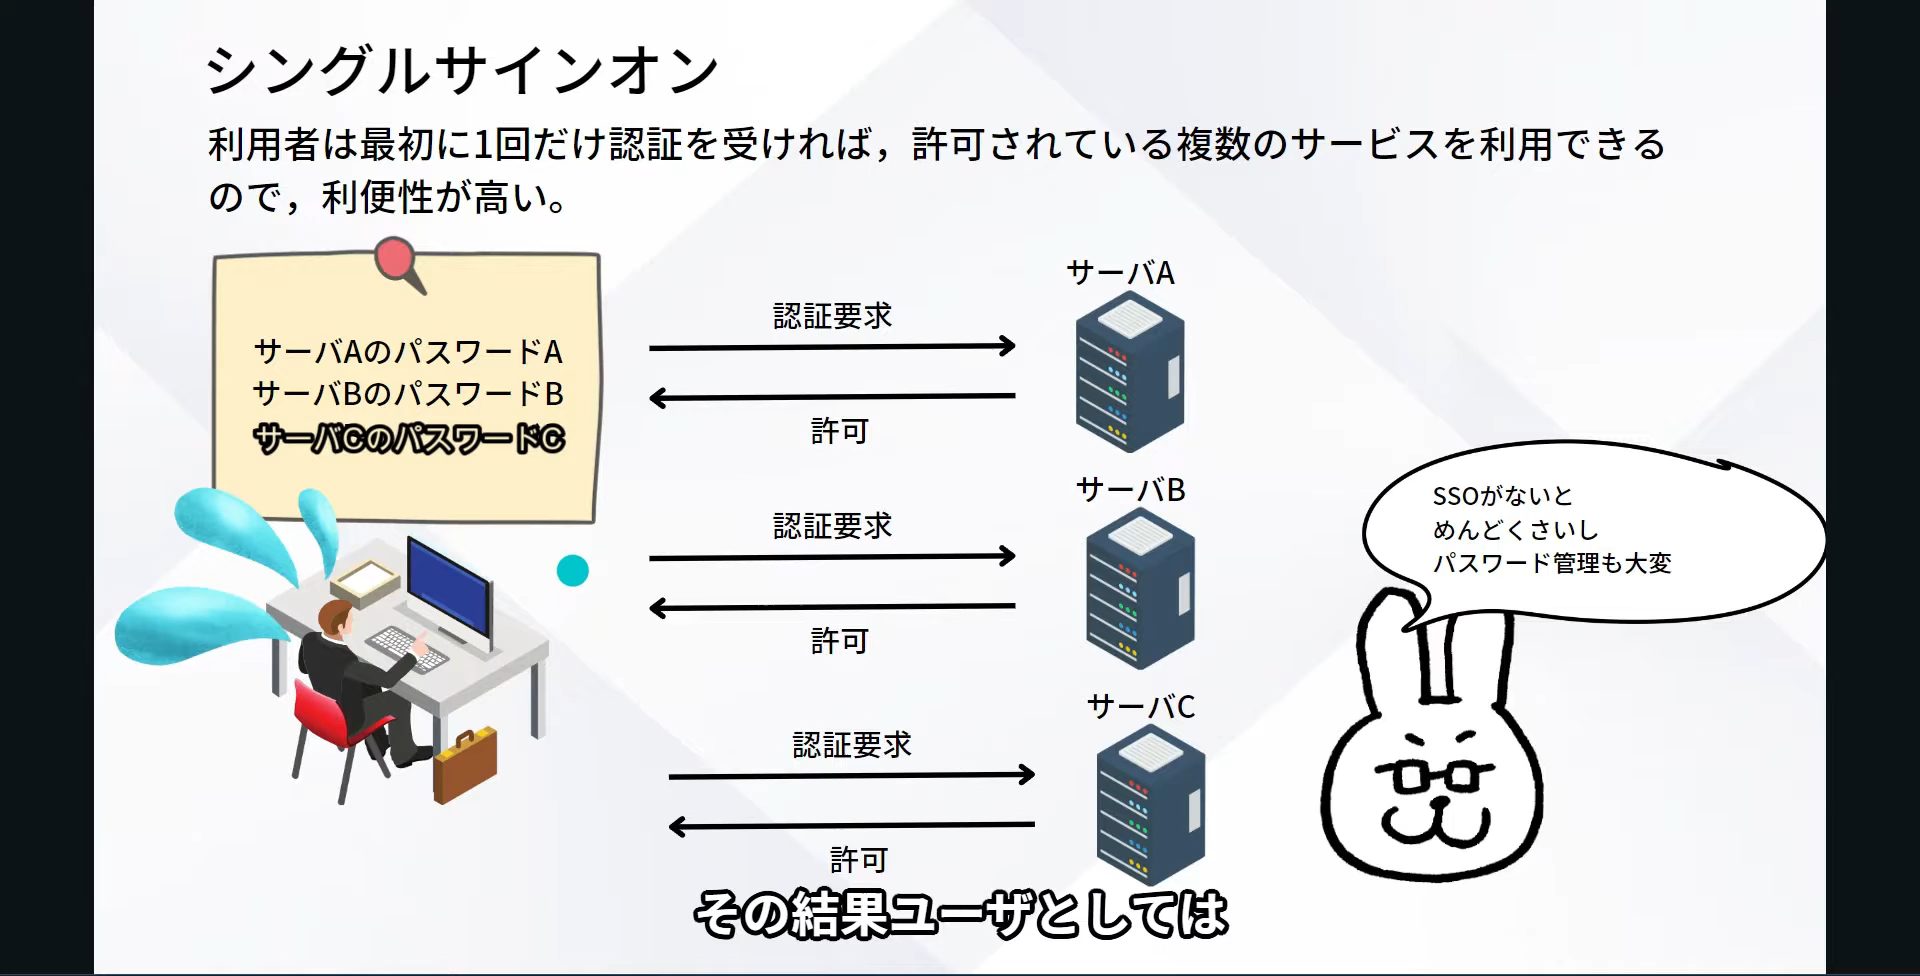 シングルサインオン
利用者は最初に1回だけ認証を受ければ，許可されている複数のサービスを利用できる
ので，利便性が高い。
サーバAのパスワードA
サーバBのパスワードB
サーバCのパスワードC
認証要求
許可
サーバA
認証要求
許可
サーバB
認証要求
許可
サーバC
SSOがないと
めんどくさいし
パスワード管理も大変
その結果ユーザとしては